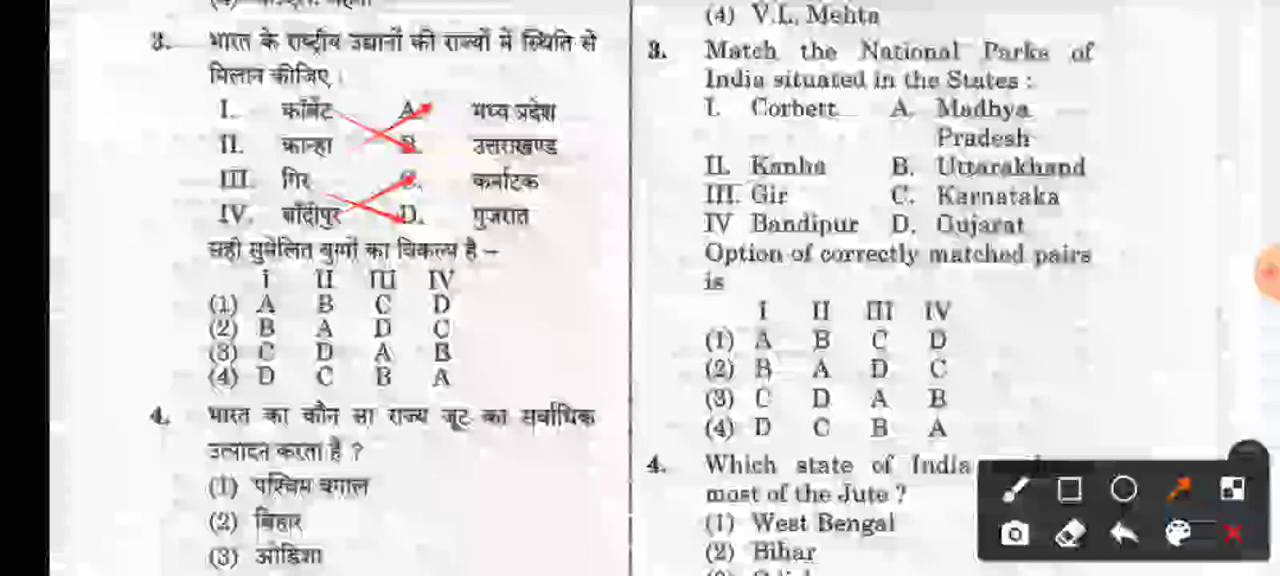 3. भारत के राष्ट्रीय उद्यानों की राज्यों में स्थिति से
मिलान कीजिए।
I. कॉर्बेट A. मध्य प्रदेश
II. कान्हा B. उत्तराखण्ड
III. गिर C. कर्नाटक
IV. बाँदीपुर D. गुजरात
सही सुमेलित युग्मों का विकल्प है –
I II III IV
(1) A B C D
(2) B A D C
(3) C D A B
(4) D C B A
4. भारत का कौन सा राज्य जूट का सर्वाधिक
उत्पादन करता है ?
(1) पश्चिम बंगाल
(2) बिहार
(3) ओडिशा
(4) V.L. Mehta
3. Match the National Parks of
India situated in the States :
I. Corbett A. Madhya
Pradesh
II. Kanha B. Uttarakhand
III. Gir C. Karnataka
IV Bandipur D. Gujarat
Option of correctly matched pairs
is
I II III IV
(1) A B C D
(2) B A D C
(3) C D A B
(4) D C B A
4. Which state of India
most of the Jute ?
(1) West Bengal
(2) Bihar